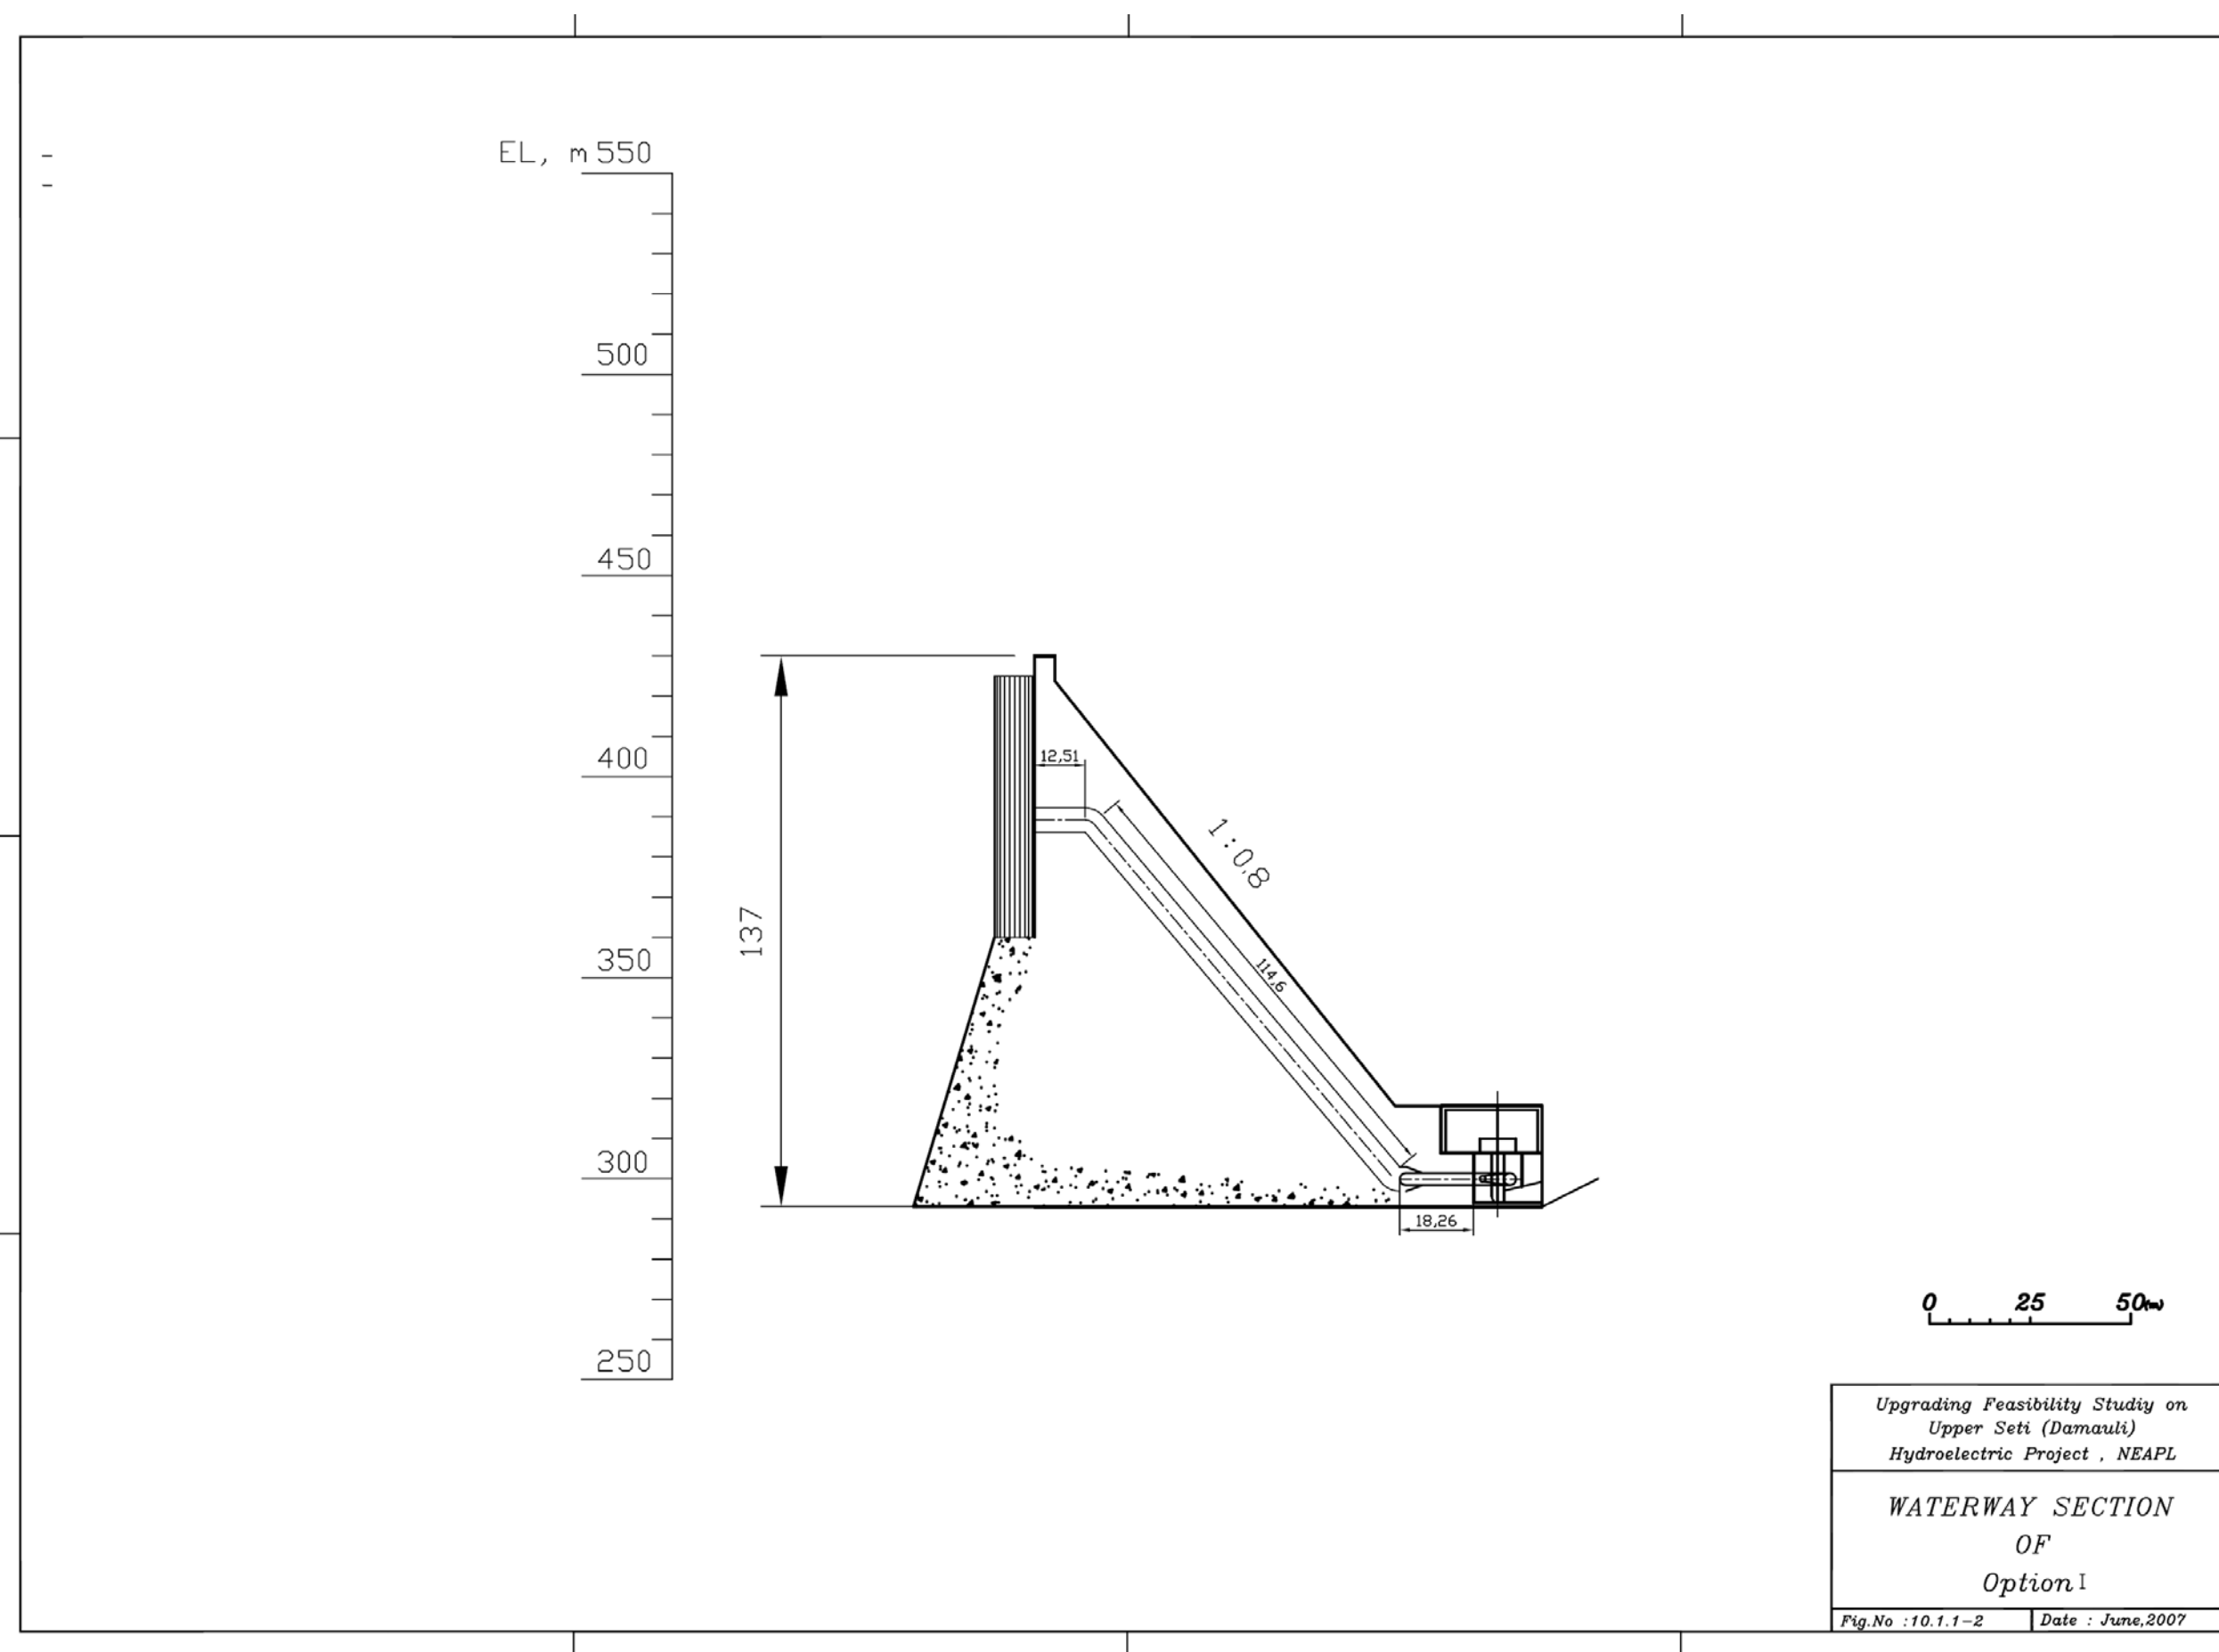 EL, m 550
500
450
400
350
300
250
137
12,51
1:0,8
114,6
18,26
0 25 50(m)
Upgrading Feasibility Studiy on
Upper Seti (Damauli)
Hydroelectric Project , NEAPL
WATERWAY SECTION
OF
Option I
Fig.No :10.1.1-2 Date : June,2007